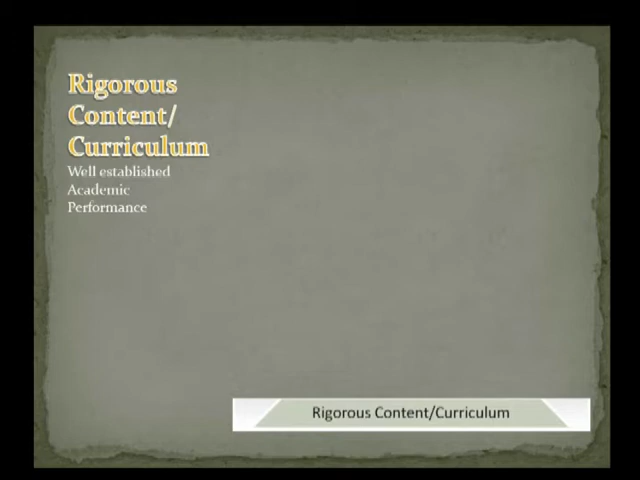 Rigorous
Content/
Curriculum
Well established
Academic
Performance
Rigorous Content/Curriculum